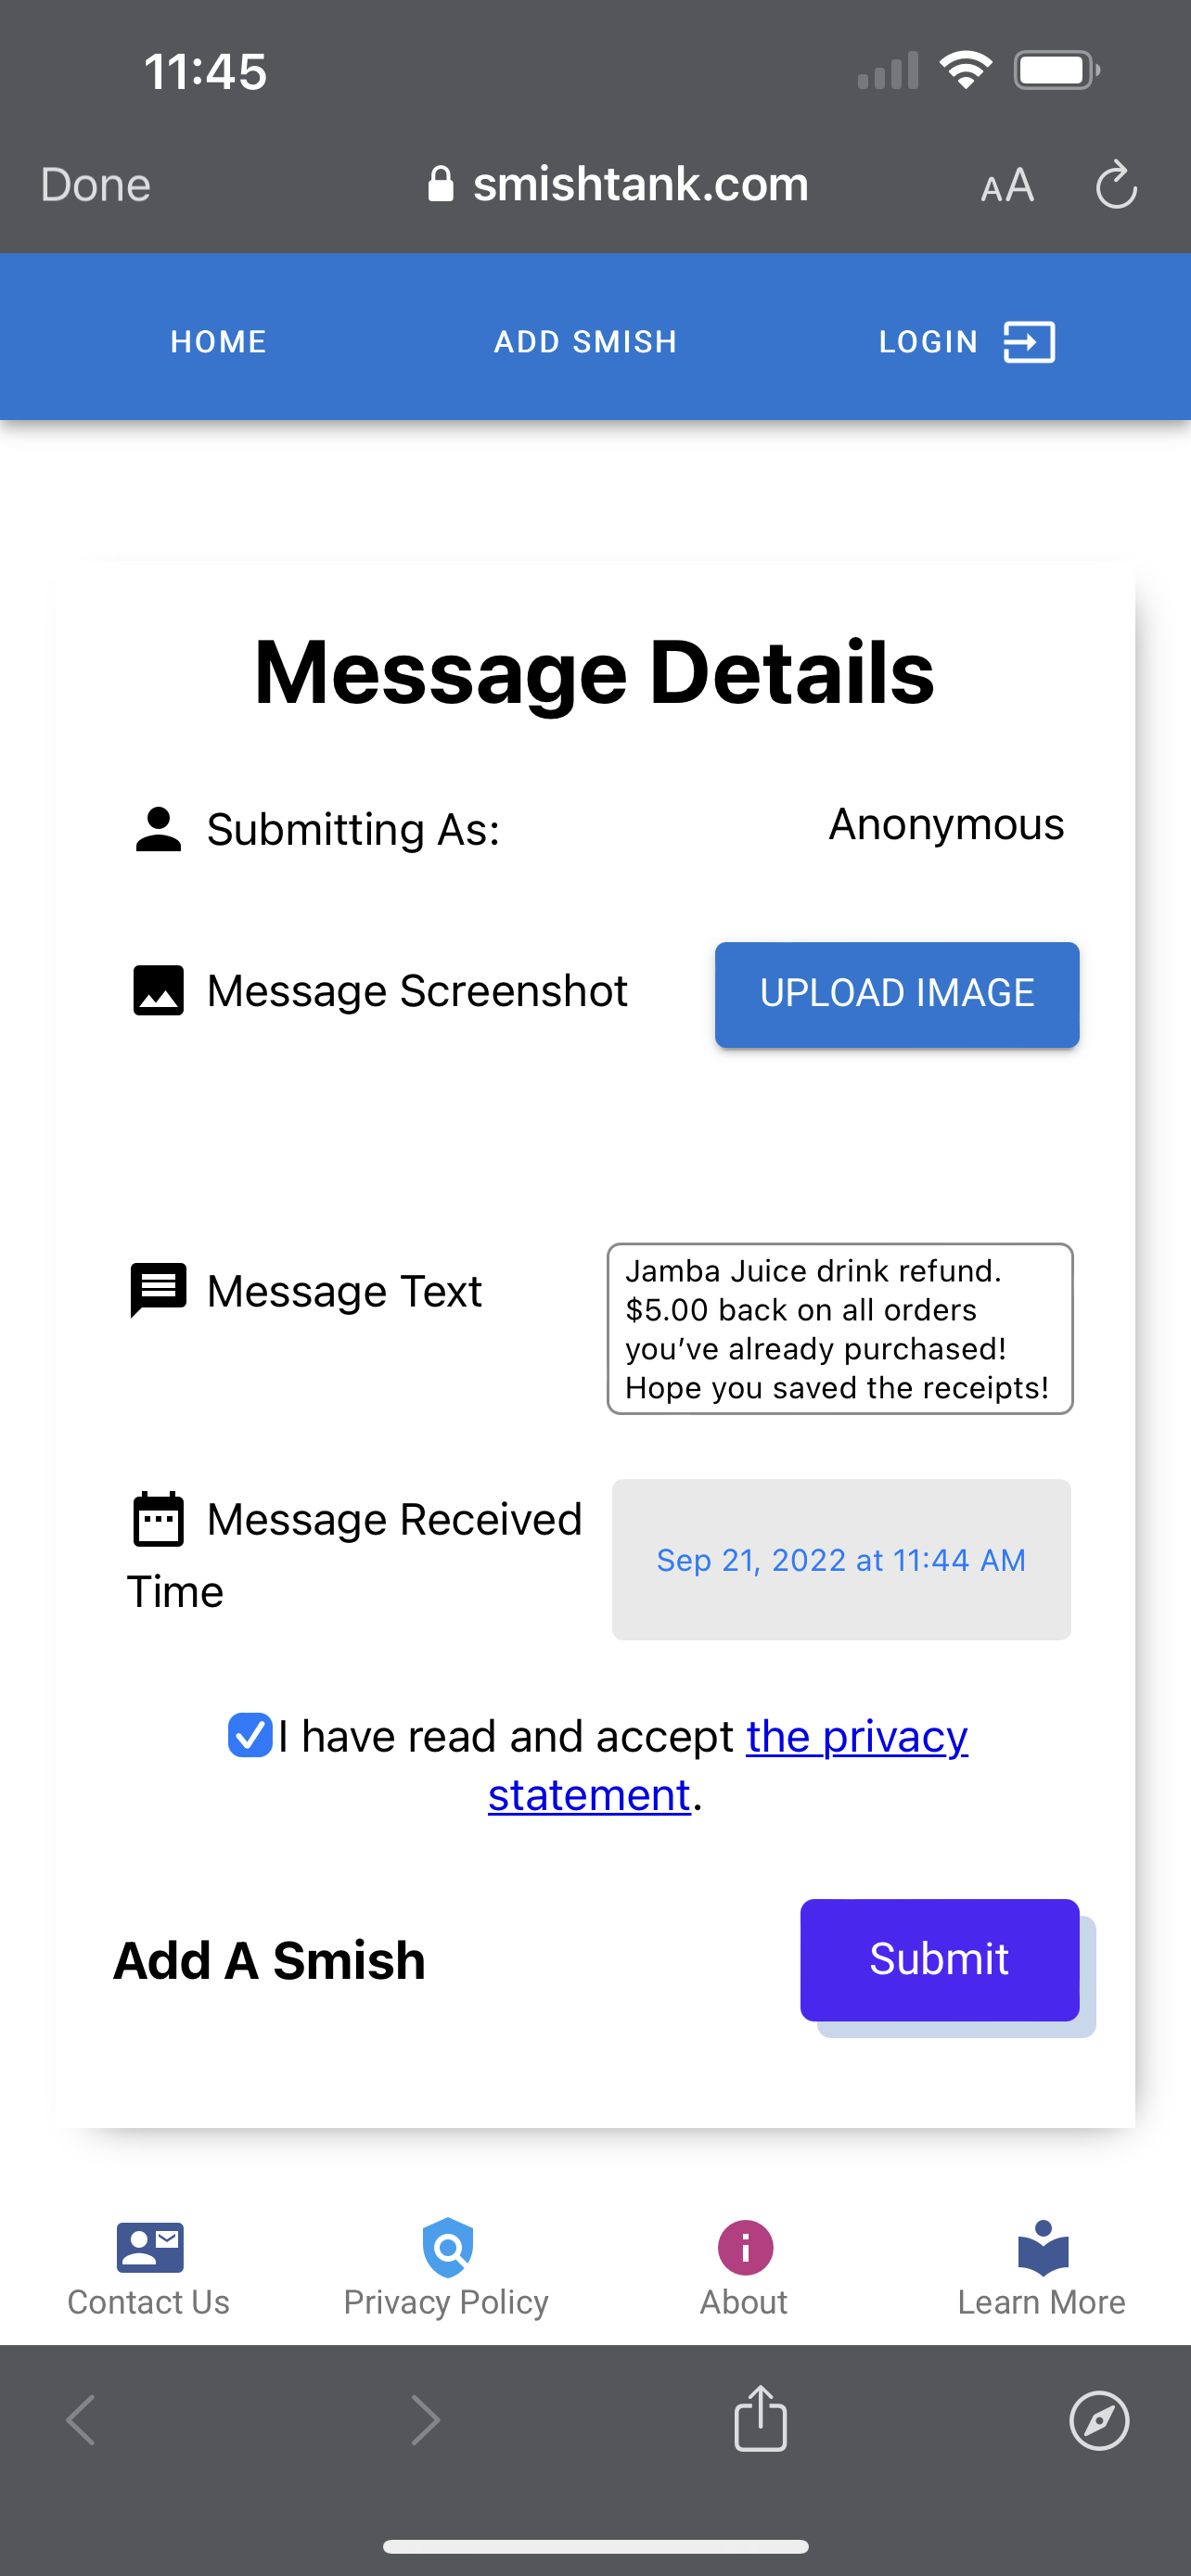 11:45
Done
smishtank.com
AA
HOME
ADD SMISH
LOGIN
Message Details
Submitting As:
Anonymous
Message Screenshot
UPLOAD IMAGE
Message Text
Jamba Juice drink refund.
$5.00 back on all orders
you’ve already purchased!
Hope you saved the receipts!
Message Received
Time
Sep 21, 2022 at 11:44 AM
I have read and accept the privacy
statement.
Add A Smish
Submit
Contact Us
Privacy Policy
About
Learn More